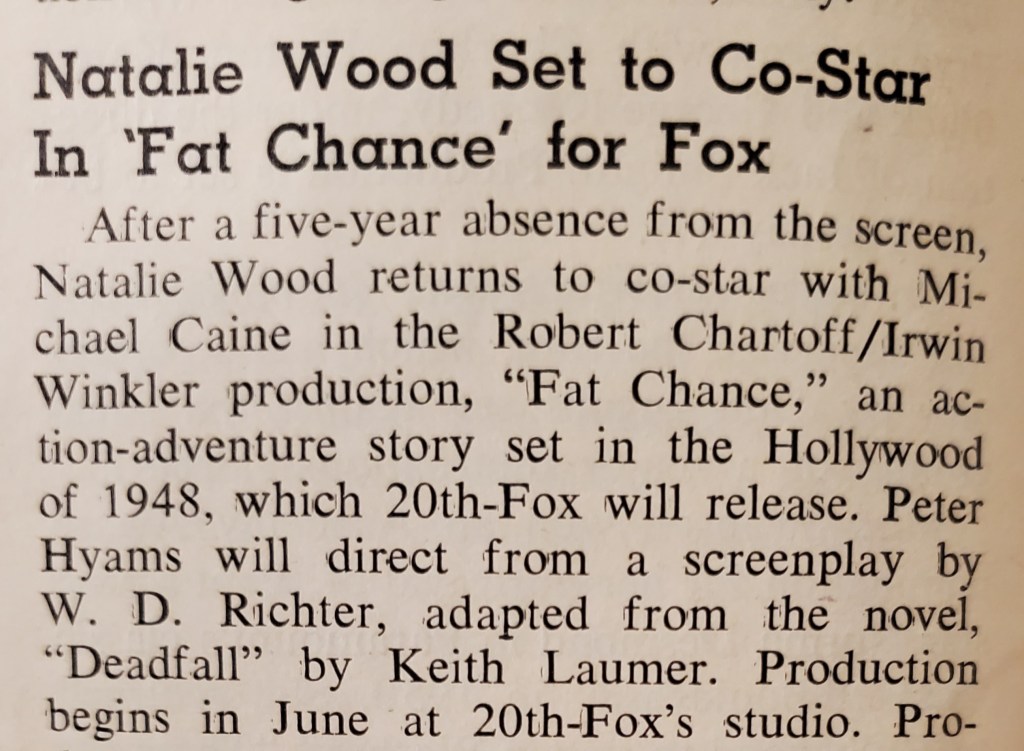 Natalie Wood Set to Co-Star
In 'Fat Chance' for Fox
After a five-year absence from the screen,
Natalie Wood returns to co-star with Mi-
chael Caine in the Robert Chartoff/Irwin
Winkler production, “Fat Chance,” an ac-
tion-adventure story set in the Hollywood
of 1948, which 20th-Fox will release. Peter
Hyams will direct from a screenplay by
W. D. Richter, adapted from the novel,
“Deadfall” by Keith Laumer. Production
begins in June at 20th-Fox’s studio. Pro-